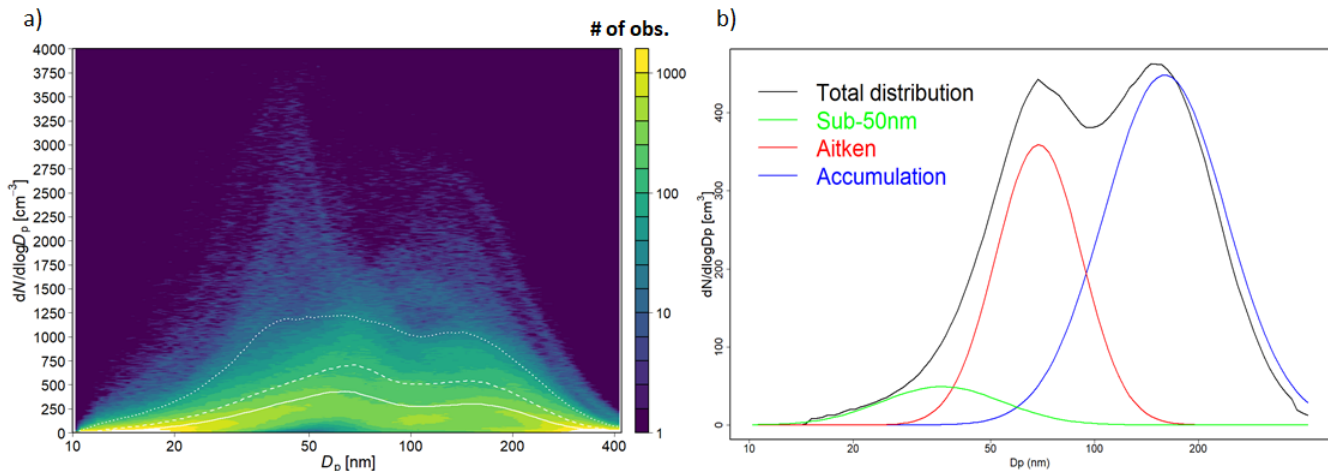 a)
# of obs.
4000
3750
3500
3250
3000
2750
2500
2250
2000
1750
1500
1250
1000
750
500
250
0
dN/dlogDp [cm−3]
10 20 50 100 200 400
Dp [nm]
1000
100
10
1
b)
Total distribution
Sub-50nm
Aitken
Accumulation
400
300
200
100
0
dN/dlogDp [cm3]
10 20 50 100 200
Dp (nm)